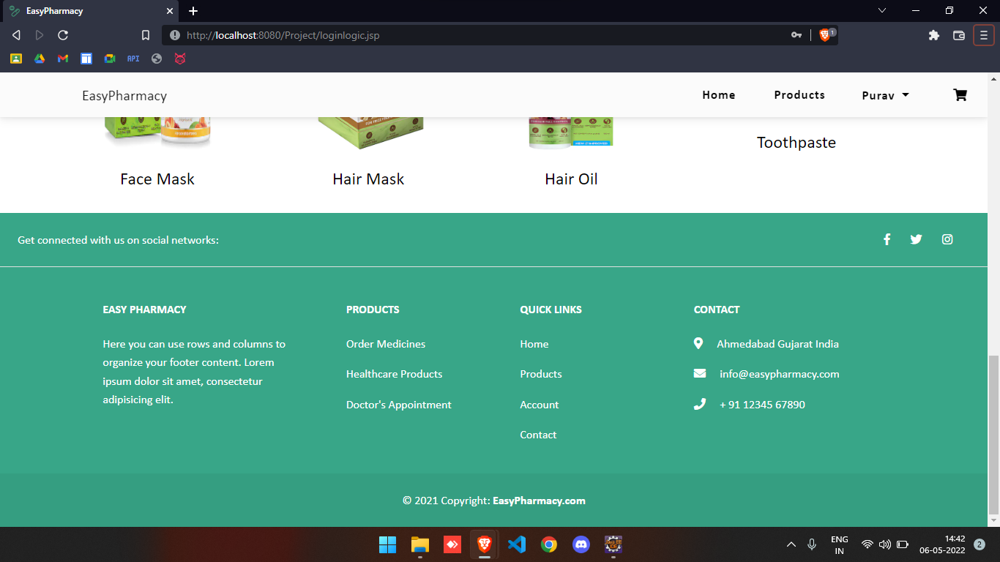 EasyPharmacy
http://localhost:8080/Project/loginlogic.jsp
1
API
EasyPharmacy Home Products Purav
Toothpaste
Face Mask Hair Mask Hair Oil
Get connected with us on social networks:
EASY PHARMACY
Here you can use rows and columns to
organize your footer content. Lorem
ipsum dolor sit amet, consectetur
adipisicing elit.
PRODUCTS
Order Medicines
Healthcare Products
Doctor's Appointment
QUICK LINKS
Home
Products
Account
Contact
CONTACT
Ahmedabad Gujarat India
info@easypharmacy.com
+ 91 12345 67890
© 2021 Copyright: EasyPharmacy.com
Java EE
IDE
ENG
IN
14:42
06-05-2022
2